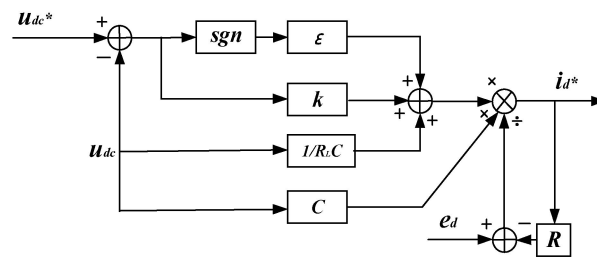 u_dc*
+
−
sgn
ε
k
+
+
+
×
×
÷
i_d*
u_dc
1/R_LC
C
e_d
+
−
R